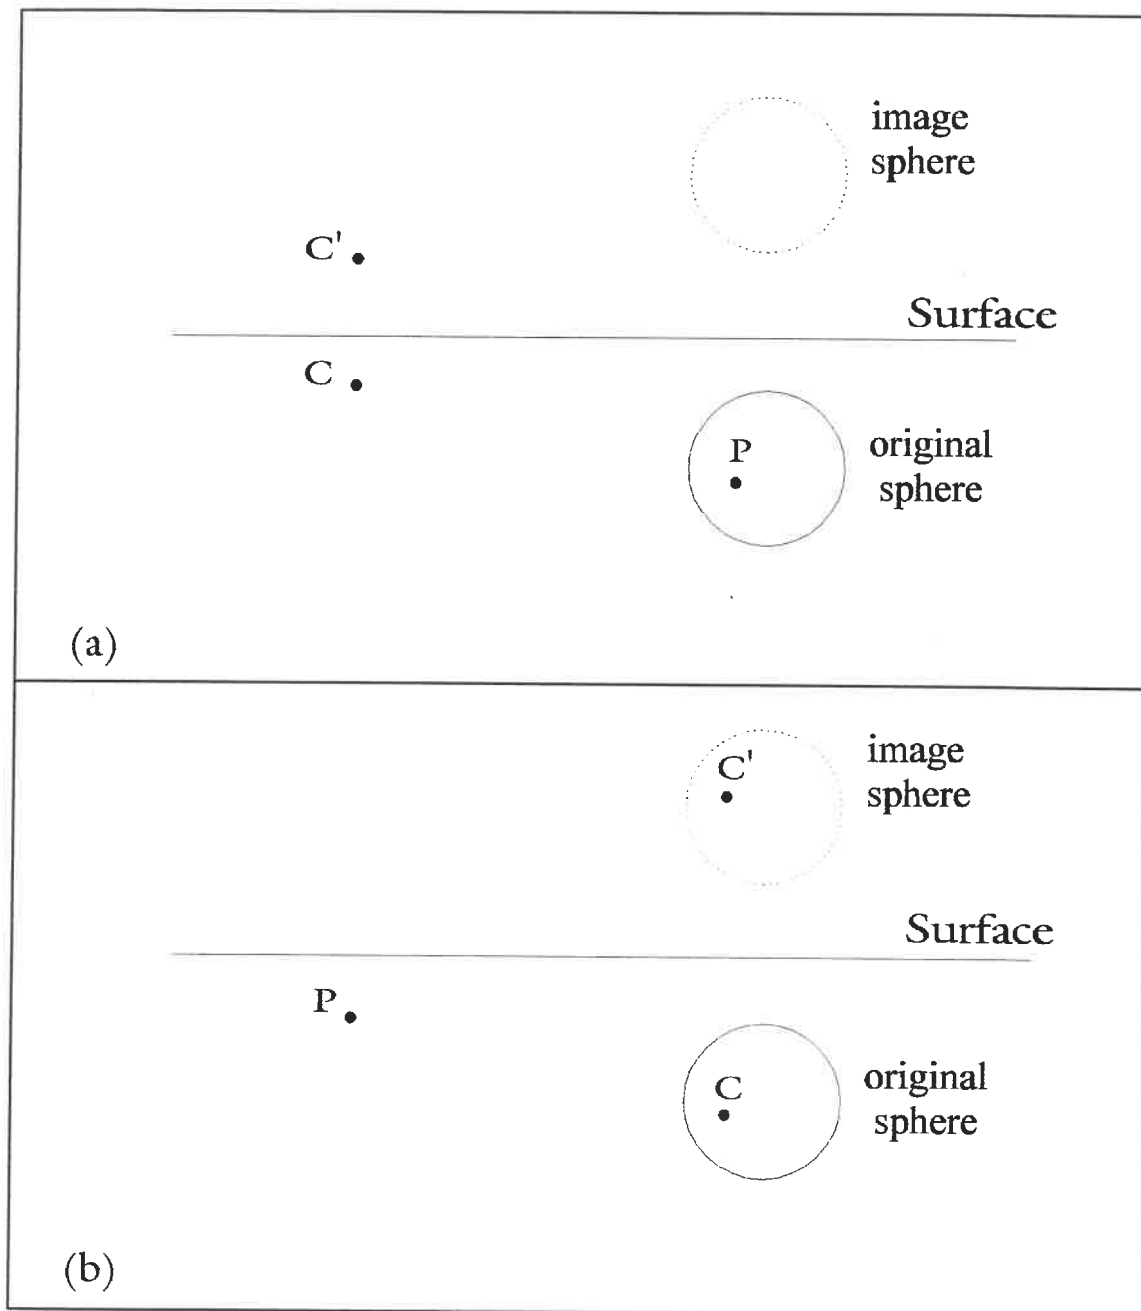 image
sphere
C'
Surface
C
P
original
sphere
(a)
image
sphere
C'
Surface
P
C
original
sphere
(b)